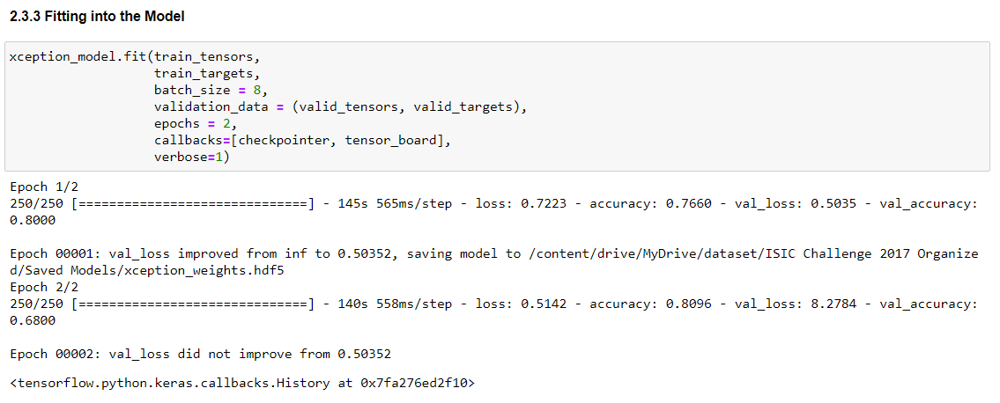 2.3.3 Fitting into the Model
xception_model.fit(train_tensors,
train_targets,
batch_size = 8,
validation_data = (valid_tensors, valid_targets),
epochs = 2,
callbacks=[checkpointer, tensor_board],
verbose=1)
Epoch 1/2
250/250 [==============================] - 145s 565ms/step - loss: 0.7223 - accuracy: 0.7660 - val_loss: 0.5035 - val_accuracy:
0.8000
Epoch 00001: val_loss improved from inf to 0.50352, saving model to /content/drive/MyDrive/dataset/ISIC Challenge 2017 Organize
d/Saved Models/xception_weights.hdf5
Epoch 2/2
250/250 [==============================] - 140s 558ms/step - loss: 0.5142 - accuracy: 0.8096 - val_loss: 8.2784 - val_accuracy:
0.6800
Epoch 00002: val_loss did not improve from 0.50352
<tensorflow.python.keras.callbacks.History at 0x7fa276ed2f10>